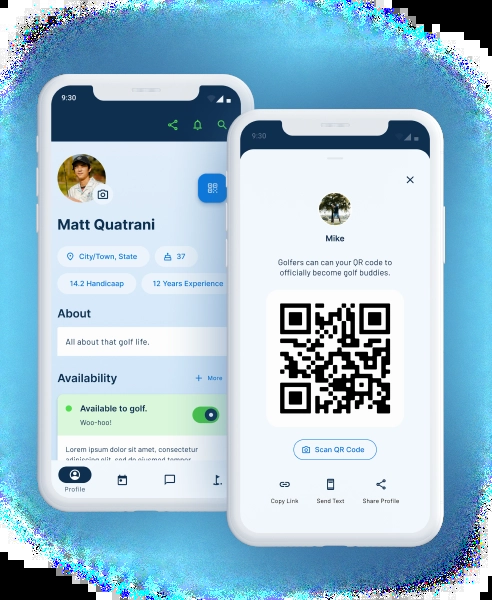 9:30
Matt Quatrani
City/Town, State
37
14.2 Handicaap
12 Years Experience
About
All about that golf life.
Availability
+ More
Available to golf.
Woo-hoo!
Lorem ipsum dolor sit amet, consectetur
adipiscing elit, sed do eiusmod tempor
Profile
9:30
Mike
Golfers can can your QR code to
officially become golf buddies.
Scan QR Code
Copy Link
Send Text
Share Profile